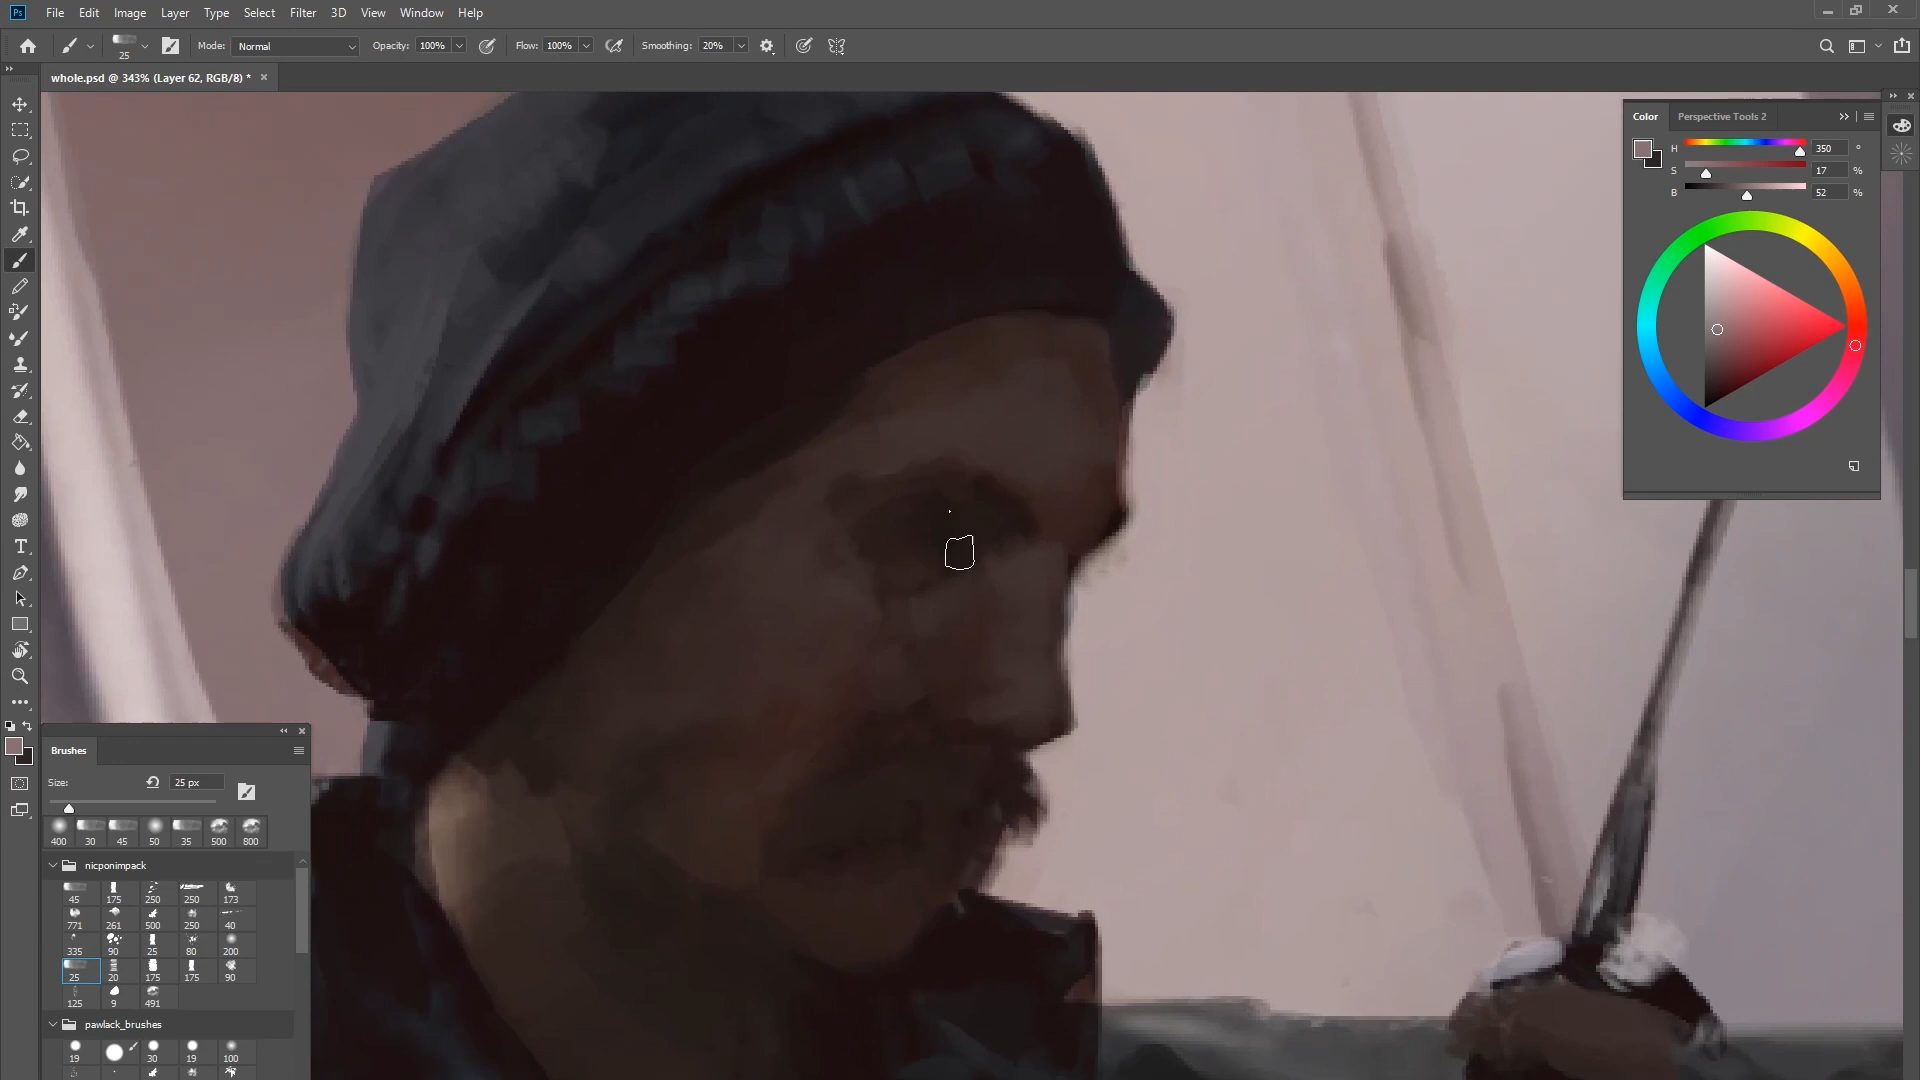 Ps File Edit Image Layer Type Select Filter 3D View Window Help
25 Mode: Normal Opacity: 100% Flow: 100% Smoothing: 20%
whole.psd @ 343% (Layer 62, RGB/8) *
Color Perspective Tools 2
H 350 °
S 17 %
B 52 %
T
Brushes
Size: 25 px
400 30 45 50 35 500 800
nicponimpack
45 175 250 250 173
771 261 500 250 40
335 90 25 80 200
25 20 175 175 90
125 9 491
pawlack_brushes
19 30 19 100